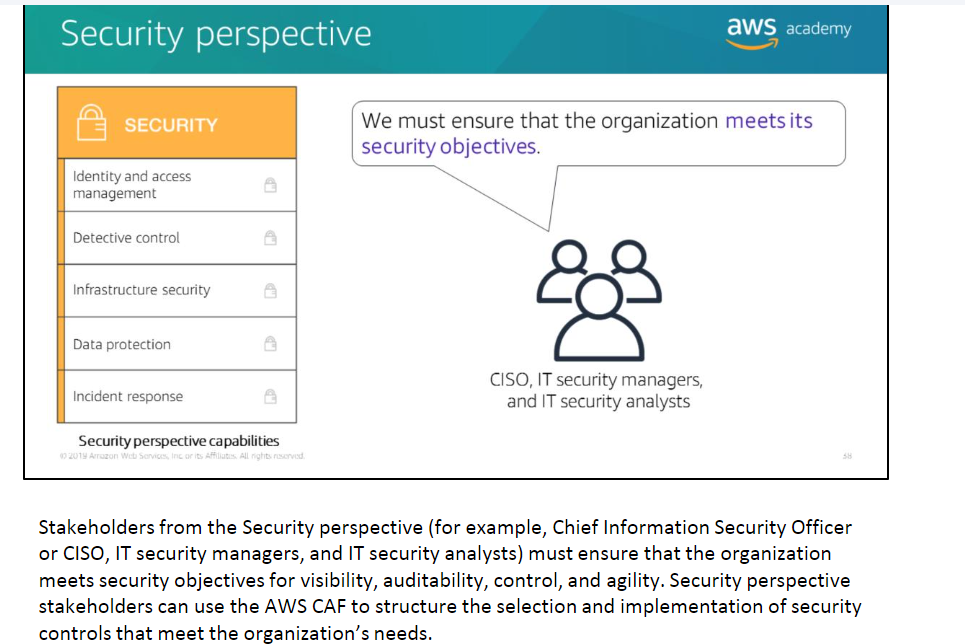 Security perspective
aws academy
SECURITY
Identity and access
management
Detective control
Infrastructure security
Data protection
Incident response
Security perspective capabilities
© 2019 Amazon Web Services, Inc. or its Affiliates. All rights reserved.
We must ensure that the organization meets its
security objectives.
CISO, IT security managers,
and IT security analysts
58
Stakeholders from the Security perspective (for example, Chief Information Security Officer
or CISO, IT security managers, and IT security analysts) must ensure that the organization
meets security objectives for visibility, auditability, control, and agility. Security perspective
stakeholders can use the AWS CAF to structure the selection and implementation of security
controls that meet the organization’s needs.